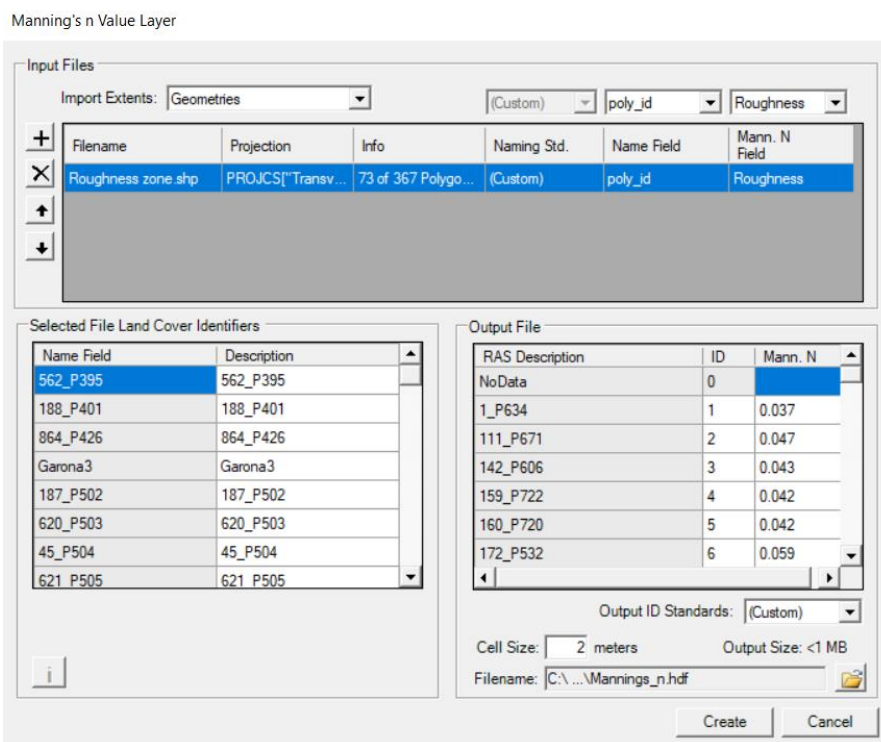 Manning's n Value Layer
Input Files
Import Extents: Geometries (Custom) poly_id Roughness
Filename Projection Info Naming Std. Name Field Mann. N Field
Roughness zone.shp PROJCS["Transv... 73 of 367 Polygo... (Custom) poly_id Roughness
Selected File Land Cover Identifiers
Name Field Description
562_P395 562_P395
188_P401 188_P401
864_P426 864_P426
Garona3 Garona3
187_P502 187_P502
620_P503 620_P503
45_P504 45_P504
621_P505 621_P505
i
Output File
RAS Description ID Mann. N
NoData 0
1_P634 1 0.037
111_P671 2 0.047
142_P606 3 0.043
159_P722 4 0.042
160_P720 5 0.042
172_P532 6 0.059
Output ID Standards: (Custom)
Cell Size: 2 meters Output Size: <1 MB
Filename: C:\ ...\Mannings_n.hdf
Create Cancel